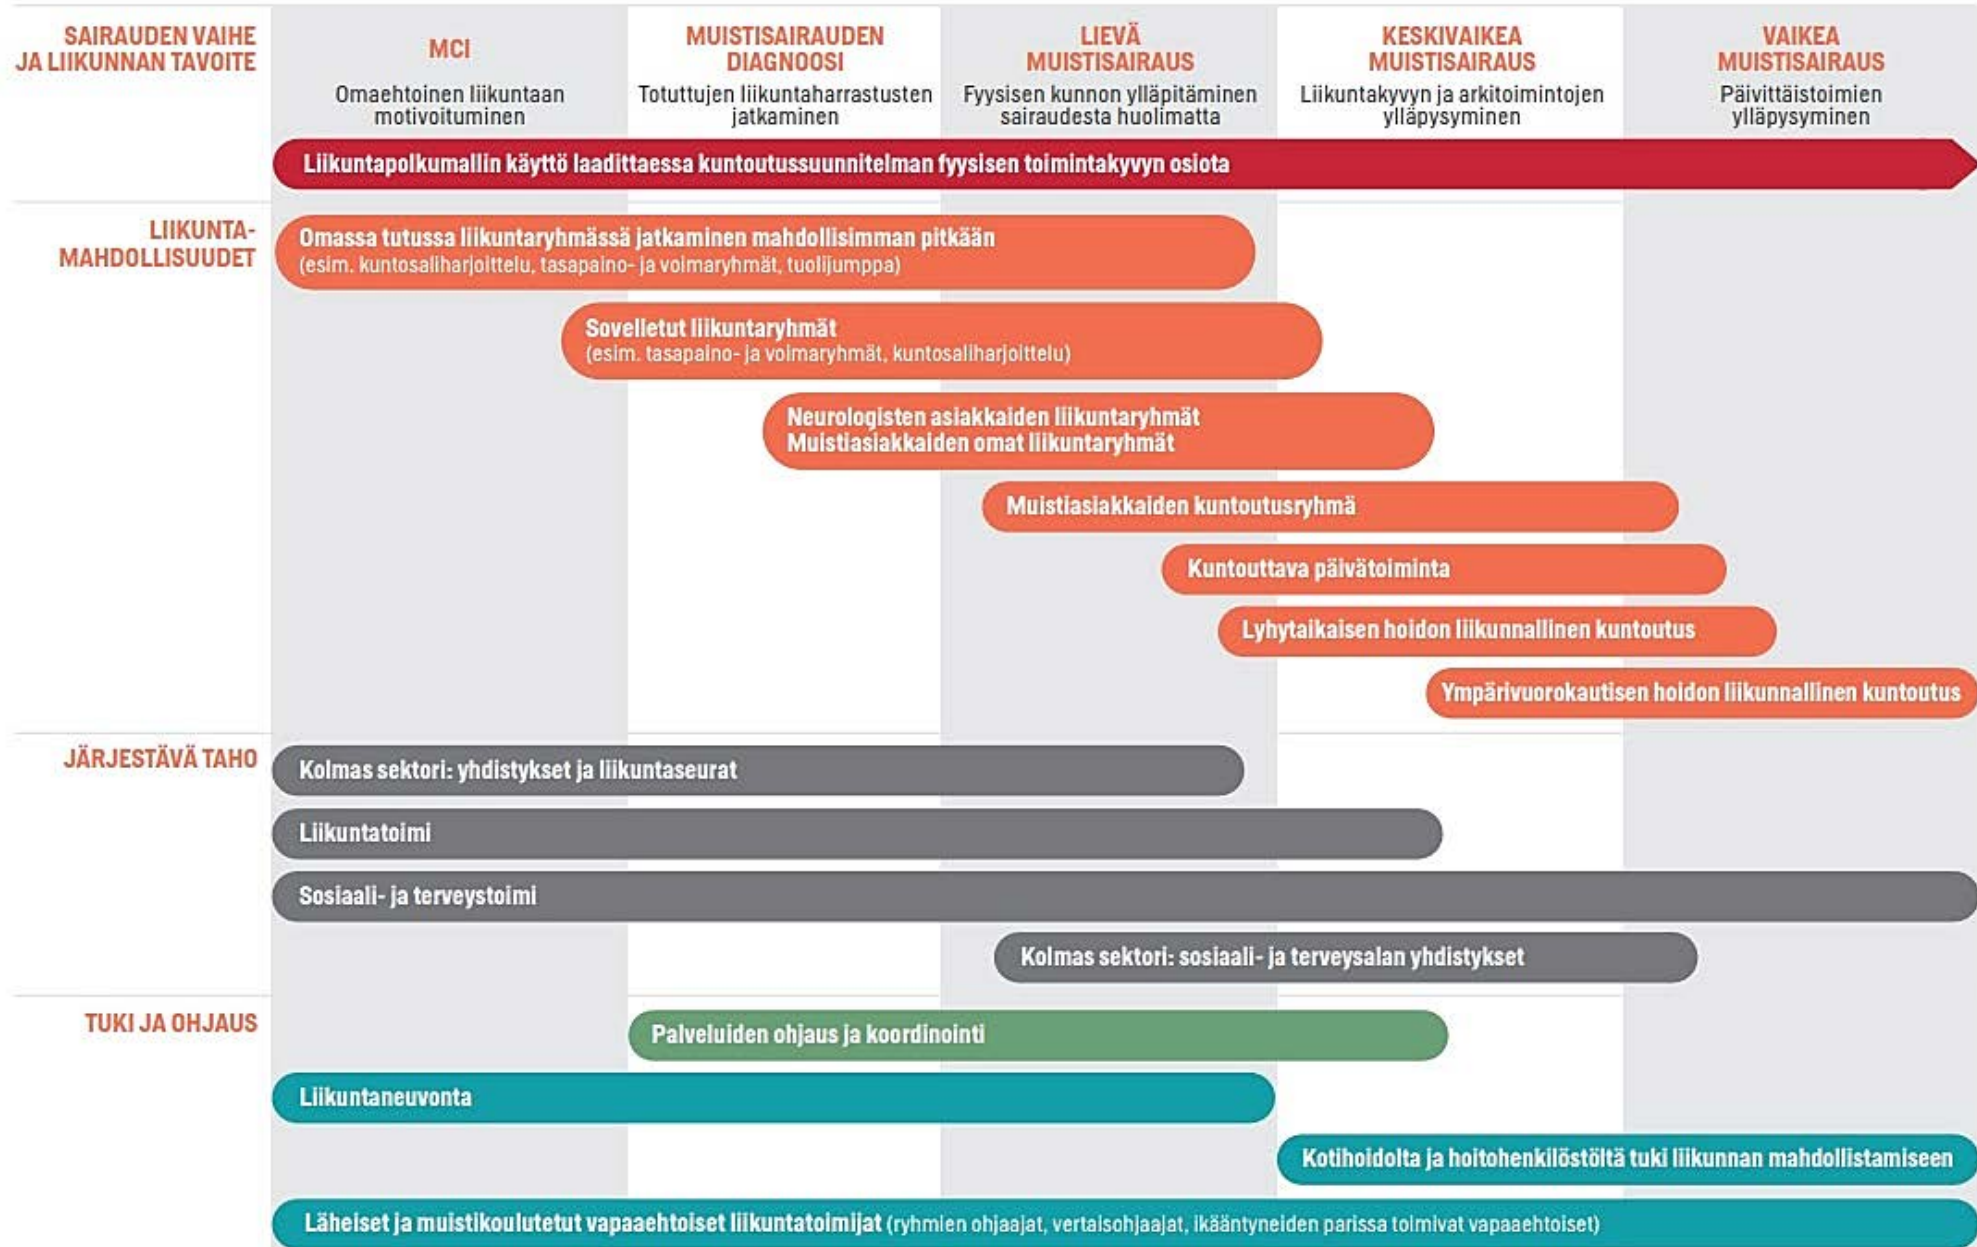 SAIRAUDEN VAIHE
JA LIIKUNNAN TAVOITE
MCI
Omaehtoinen liikuntaan
motivoituminen
MUISTISAIRAUDEN
DIAGNOOSI
Totuttujen liikuntaharrastusten
jatkaminen
LIEVÄ
MUISTISAIRAUS
Fyysisen kunnon ylläpitäminen
sairaudesta huolimatta
KESKIVAIKEA
MUISTISAIRAUS
Liikuntakyvyn ja arkitoimintojen
ylläpysyminen
VAIKEA
MUISTISAIRAUS
Päivittäistoimien
ylläpysyminen
Liikuntapolkumallin käyttö laadittaessa kuntoutussuunnitelman fyysisen toimintakyvyn osiota
LIIKUNTA-
MAHDOLLISUUDET
Omassa tutussa liikuntaryhmässä jatkaminen mahdollisimman pitkään
(esim. kuntosaliharjoittelu, tasapaino- ja voimaryhmät, tuolijumppa)
Sovelletut liikuntaryhmät
(esim. tasapaino- ja voimaryhmät, kuntosaliharjoittelu)
Neurologisten asiakkaiden liikuntaryhmät
Muistiasiakkaiden omat liikuntaryhmät
Muistiasiakkaiden kuntoutusryhmä
Kuntouttava päivätoiminta
Lyhytaikaisen hoidon liikunnallinen kuntoutus
Ympärivuorokautisen hoidon liikunnallinen kuntoutus
JÄRJESTÄVÄ TAHO
Kolmas sektori: yhdistykset ja liikuntaseurat
Liikuntatoimi
Sosiaali- ja terveystoimi
Kolmas sektori: sosiaali- ja terveysalan yhdistykset
TUKI JA OHJAUS
Palveluiden ohjaus ja koordinointi
Liikuntaneuvonta
Kotihoidolta ja hoitohenkilöstöltä tuki liikunnan mahdollistamiseen
Läheiset ja muistikoulutetut vapaaehtoiset liikuntatoimijat (ryhmien ohjaajat, vertaisohjaajat, ikääntyneiden parissa toimivat vapaaehtoiset)